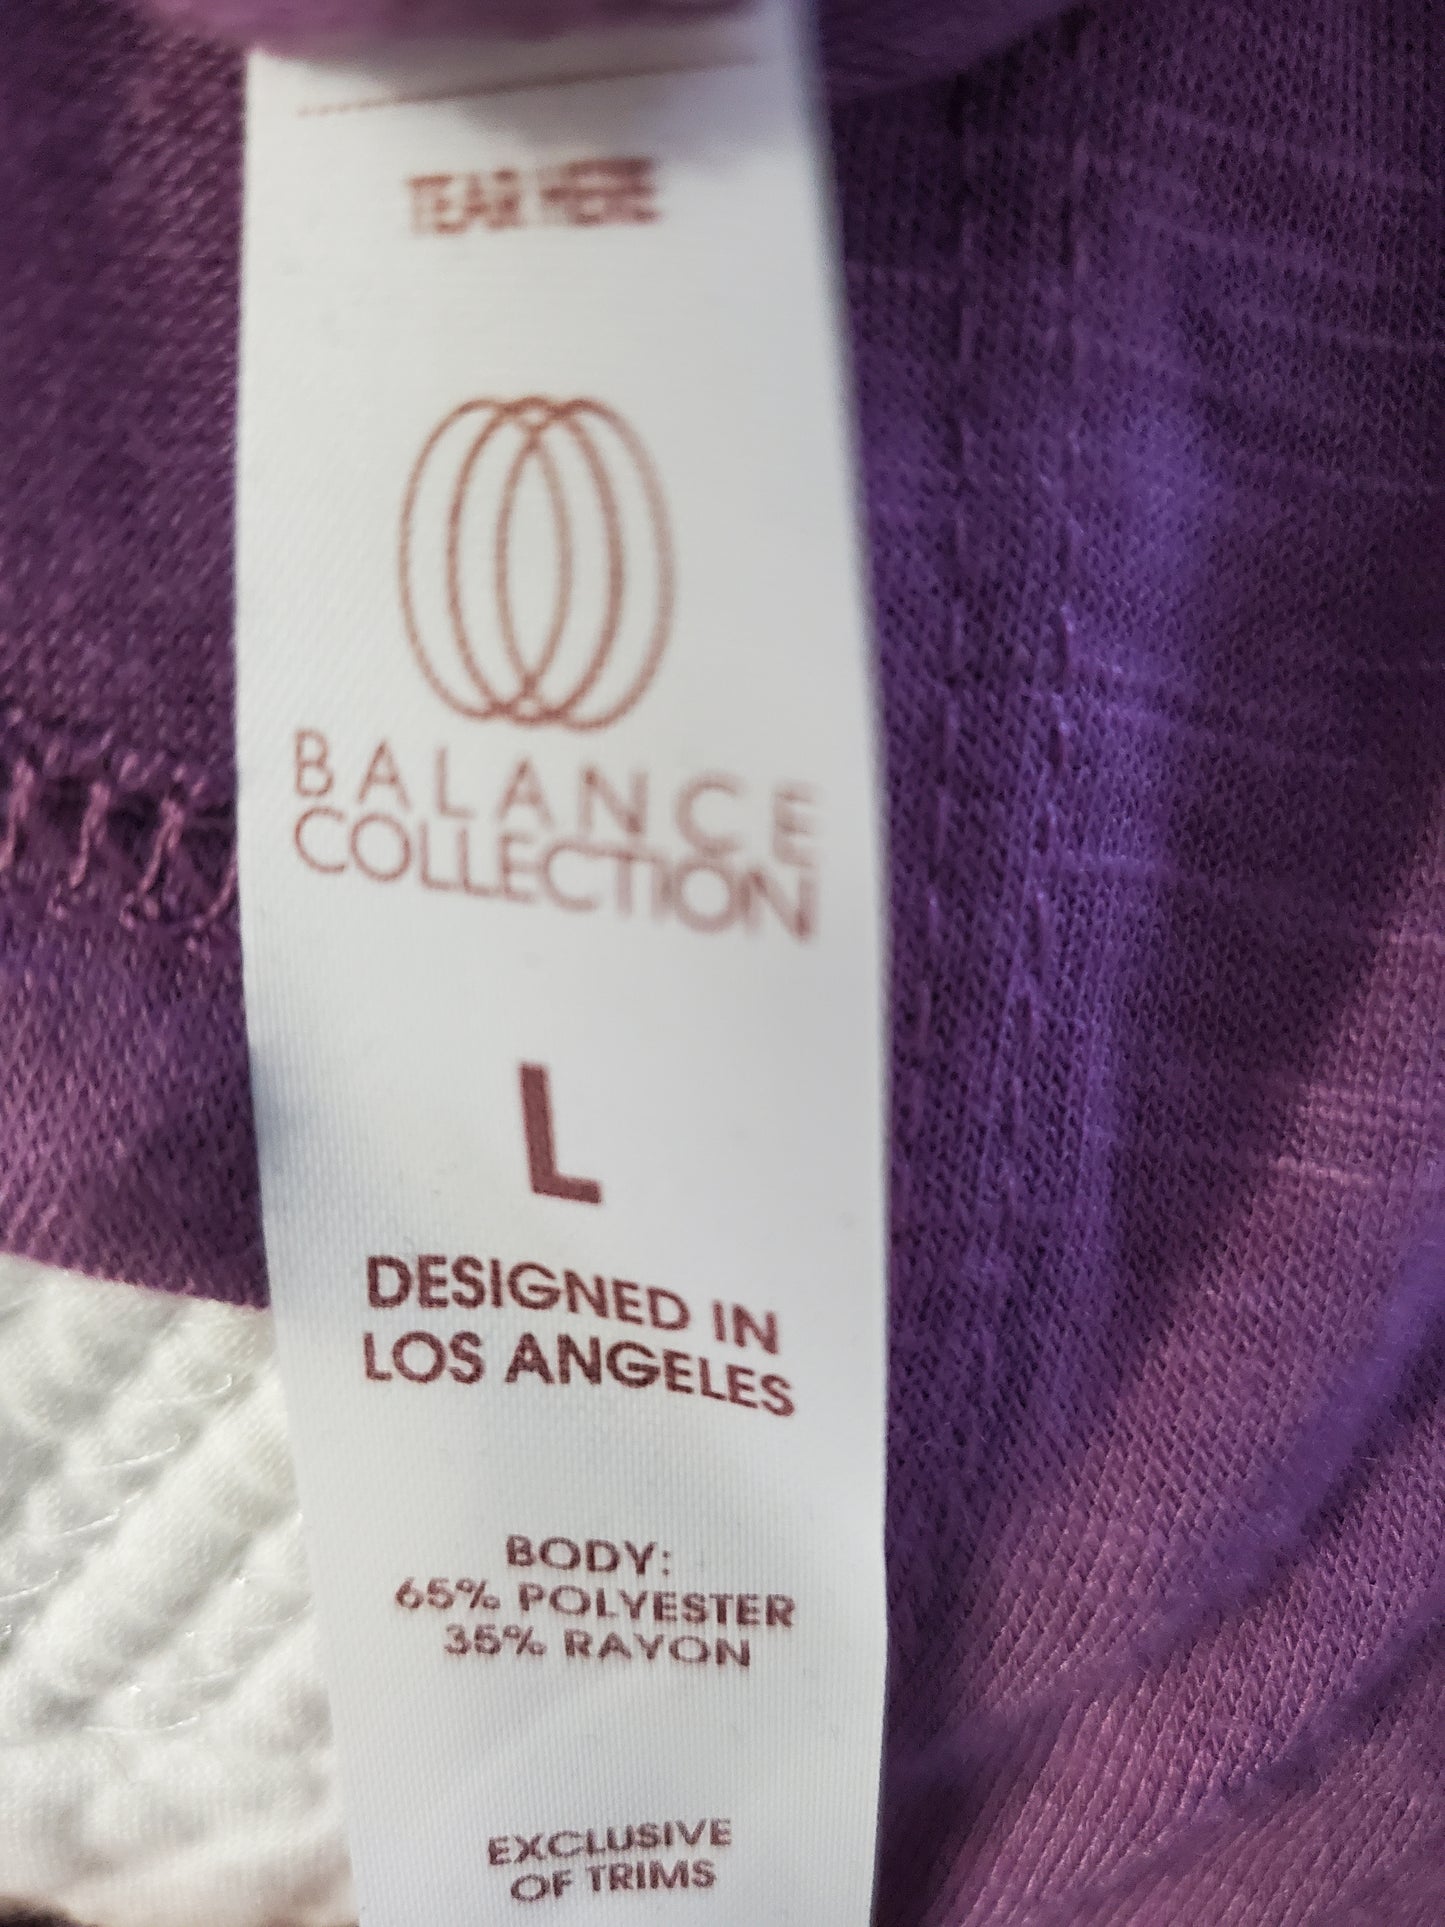 TEAR HERE
BALANCE
COLLECTION
L
DESIGNED IN
LOS ANGELES
BODY:
65% POLYESTER
35% RAYON
EXCLUSIVE
OF TRIMS